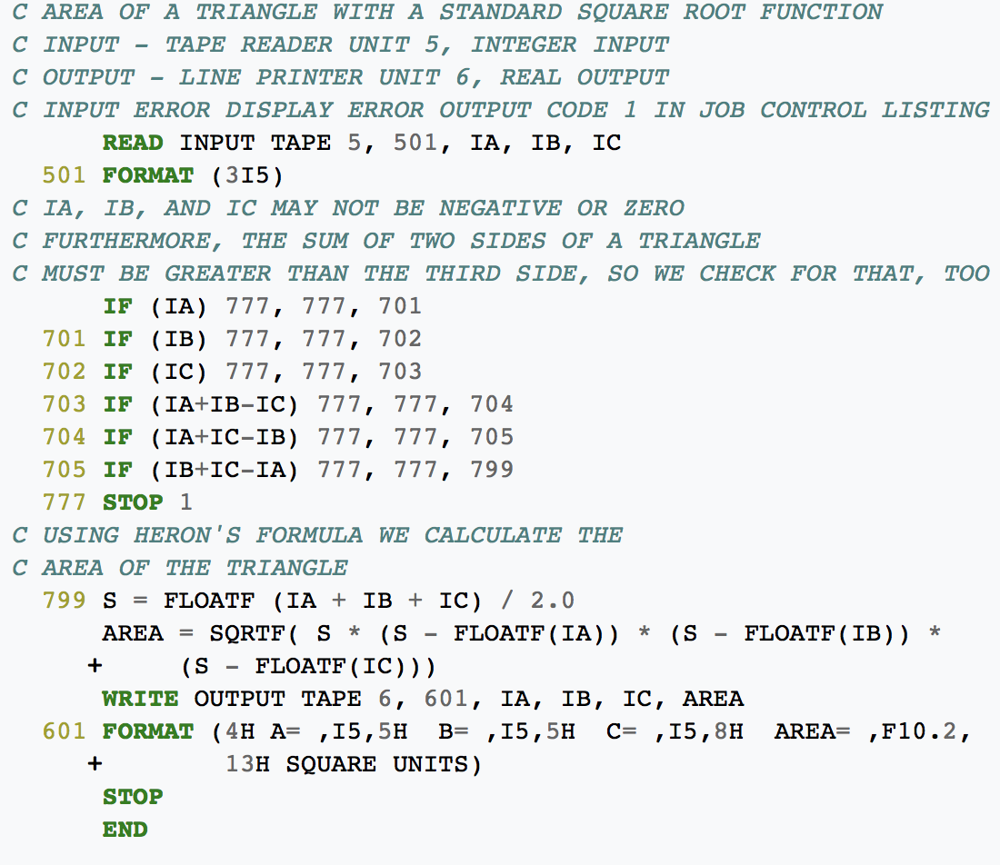 C AREA OF A TRIANGLE WITH A STANDARD SQUARE ROOT FUNCTION
C INPUT - TAPE READER UNIT 5, INTEGER INPUT
C OUTPUT - LINE PRINTER UNIT 6, REAL OUTPUT
C INPUT ERROR DISPLAY ERROR OUTPUT CODE 1 IN JOB CONTROL LISTING
      READ INPUT TAPE 5, 501, IA, IB, IC
  501 FORMAT (3I5)
C IA, IB, AND IC MAY NOT BE NEGATIVE OR ZERO
C FURTHERMORE, THE SUM OF TWO SIDES OF A TRIANGLE
C MUST BE GREATER THAN THE THIRD SIDE, SO WE CHECK FOR THAT, TOO
      IF (IA) 777, 777, 701
  701 IF (IB) 777, 777, 702
  702 IF (IC) 777, 777, 703
  703 IF (IA+IB-IC) 777, 777, 704
  704 IF (IA+IC-IB) 777, 777, 705
  705 IF (IB+IC-IA) 777, 777, 799
  777 STOP 1
C USING HERON'S FORMULA WE CALCULATE THE
C AREA OF THE TRIANGLE
  799 S = FLOATF (IA + IB + IC) / 2.0
      AREA = SQRTF( S * (S - FLOATF(IA)) * (S - FLOATF(IB)) *
     +     (S - FLOATF(IC)))
      WRITE OUTPUT TAPE 6, 601, IA, IB, IC, AREA
  601 FORMAT (4H A= ,I5,5H  B= ,I5,5H  C= ,I5,8H  AREA= ,F10.2,
     +        13H SQUARE UNITS)
      STOP
      END